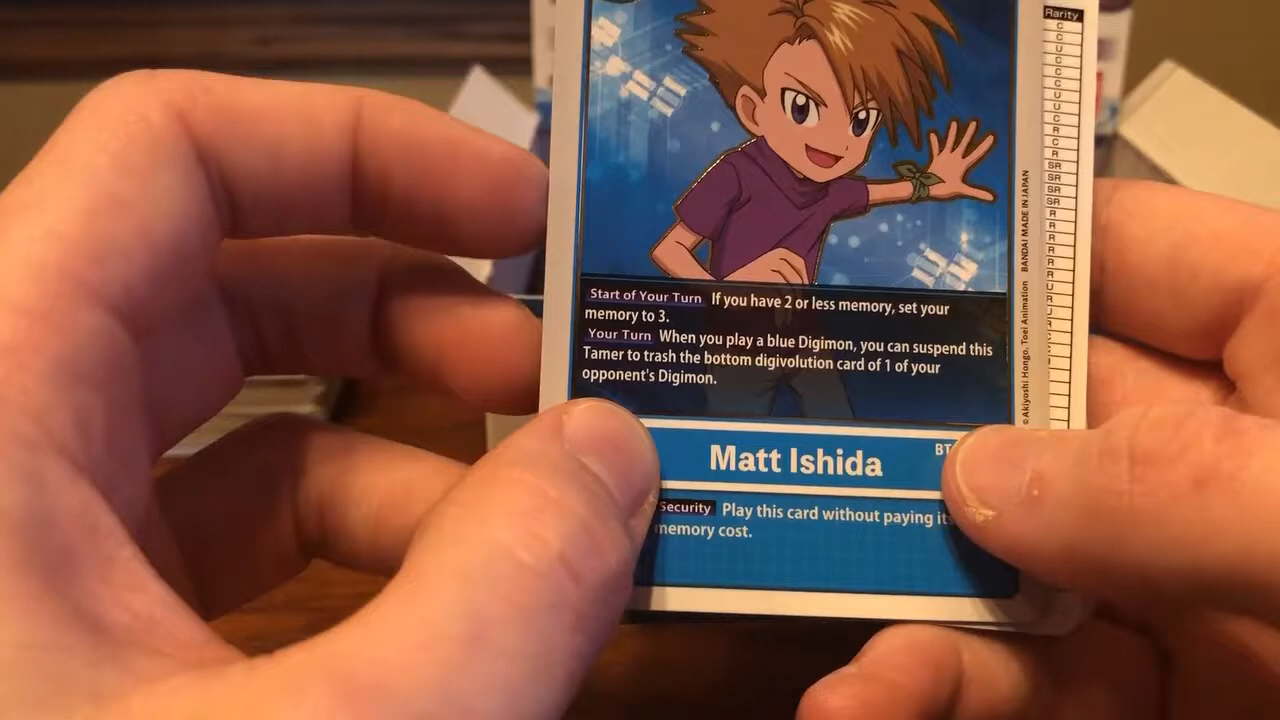 Rarity
C
C
U
C
C
C
U
U
C
R
C
R
SR
SR
SR
SR
R
R
R
R
R
R
U
R
U
Start of Your Turn If you have 2 or less memory, set your
memory to 3.
Your Turn When you play a blue Digimon, you can suspend this
Tamer to trash the bottom digivolution card of 1 of your
opponent's Digimon.
© Akiyoshi Hongo, Toei Animation BANDAI MADE IN JAPAN
Matt Ishida
BT
Security Play this card without paying its
memory cost.